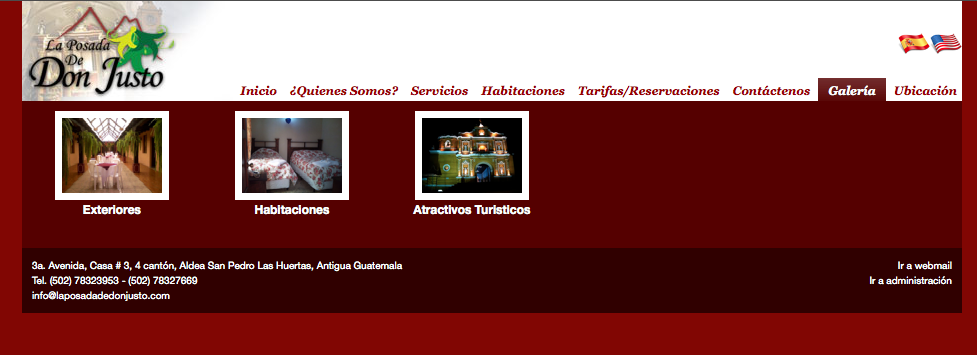 La Posada
De
Don Justo
Inicio ¿Quienes Somos? Servicios Habitaciones Tarifas/Reservaciones Contáctenos Galería Ubicación
Exteriores Habitaciones Atractivos Turisticos
3a. Avenida, Casa # 3, 4 cantón, Aldea San Pedro Las Huertas, Antigua Guatemala
Tel. (502) 78323953 - (502) 78327669
info@laposadadedonjusto.com
Ir a webmail
Ir a administración